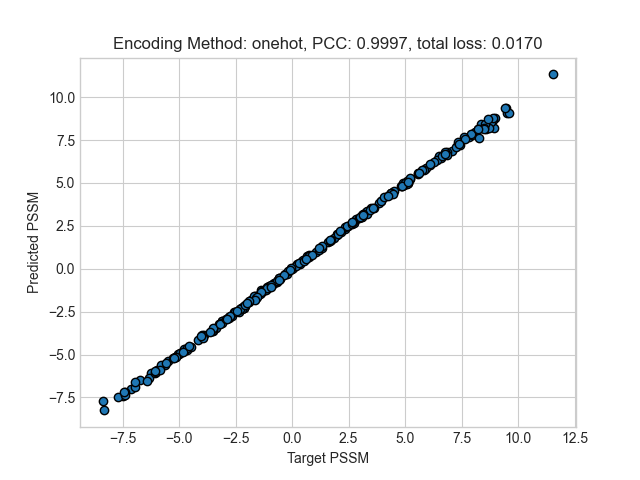 Encoding Method: onehot, PCC: 0.9997, total loss: 0.0170
10.0
7.5
5.0
2.5
0.0
−2.5
−5.0
−7.5
Predicted PSSM
−7.5 −5.0 −2.5 0.0 2.5 5.0 7.5 10.0 12.5
Target PSSM